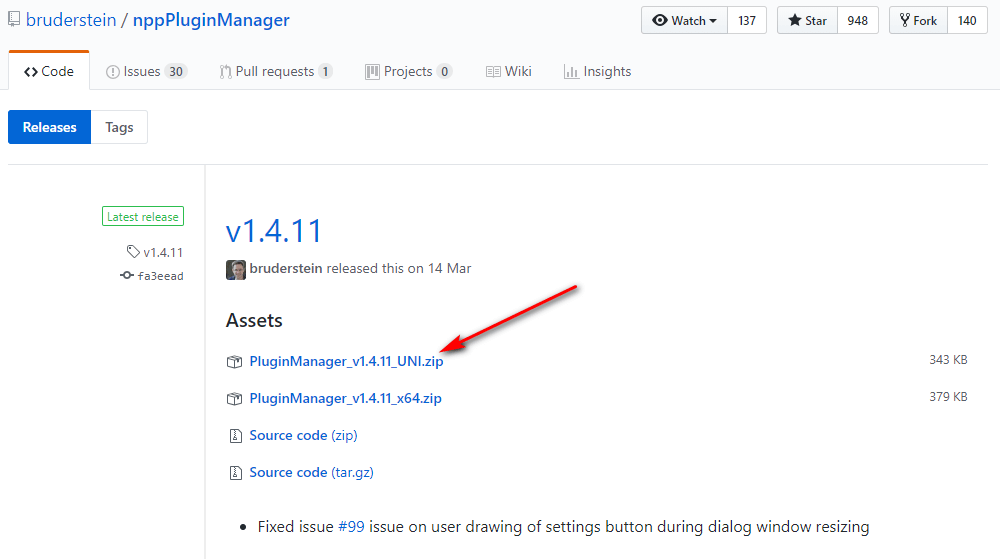 bruderstein / nppPluginManager
Watch 137 Star 948 Fork 140
Code Issues 30 Pull requests 1 Projects 0 Wiki Insights
Releases Tags
Latest release
v1.4.11
fa3eead
v1.4.11
bruderstein released this on 14 Mar
Assets
PluginManager_v1.4.11_UNI.zip 343 KB
PluginManager_v1.4.11_x64.zip 379 KB
Source code (zip)
Source code (tar.gz)
• Fixed issue #99 issue on user drawing of settings button during dialog window resizing